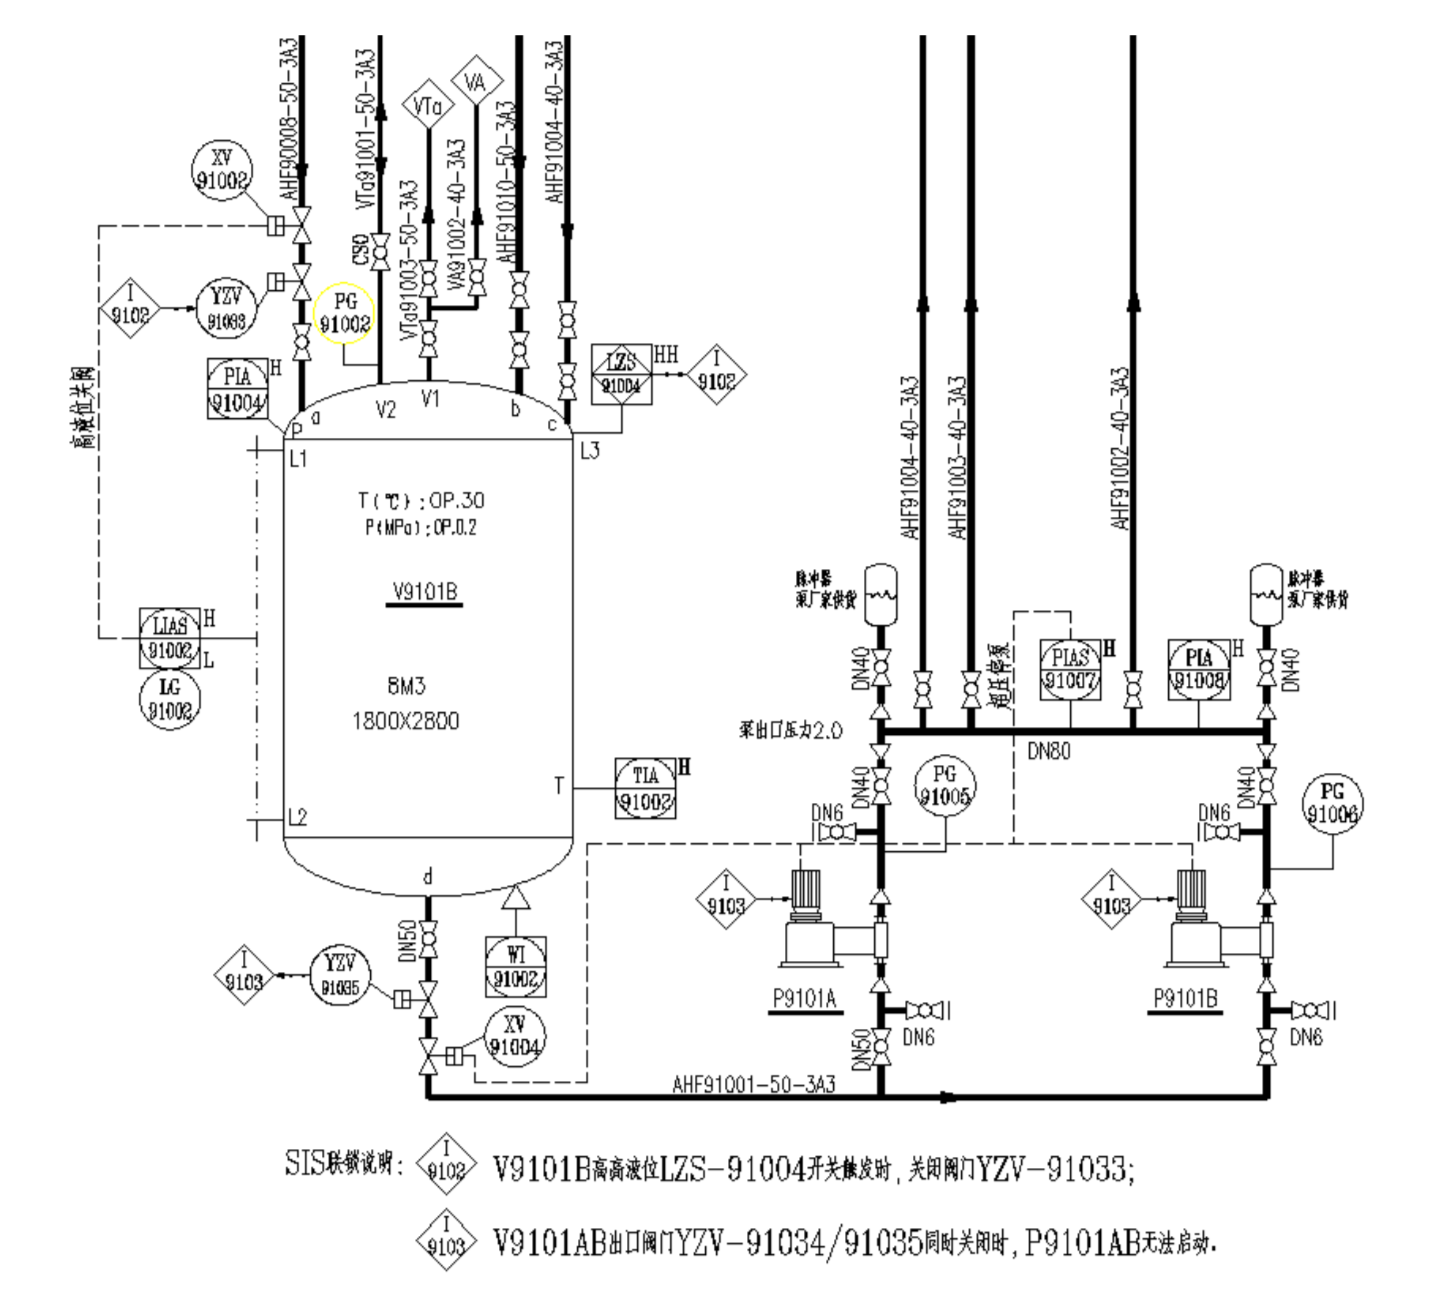 AHF90008-50-3A3
VTa91001-50-3A3
VTa
VA
AHF91010-50-3A3
AHF91004-40-3A3
XV
91002
CSO
VTa91003-50-3A3
VA91002-40-3A3
I
9102
YZV
91033
PG
91002
PIA
91004
H
LZS
91004
HH
I
9102
高液位关阀
a
V2
V1
b
c
P
L1
L3
T(℃):OP.30
P(MPa):OP.0.2
V9101B
LIAS
91002
H
L
LG
91002
8M3
1800X2800
T
TIA
91002
H
L2
d
DN50
WI
91002
I
9103
YZV
91035
XV
91004
AHF91001-50-3A3
AHF91004-40-3A3
AHF91003-40-3A3
AHF91002-40-3A3
脉冲器
泵厂家供货
脉冲器
泵厂家供货
DN40
超压停泵
PIAS
91007
H
PIA
91008
H
DN40
泵出口压力2.0
DN80
DN40
PG
91005
DN40
PG
91006
DN6
DN6
I
9103
I
9103
P9101A
P9101B
DN50
DN6
DN6
SIS联锁说明:
I
9102
V9101B高高液位LZS-91004开关触发时,关闭阀门YZV-91033;
I
9103
V9101AB出口阀门YZV-91034/91035同时关闭时,P9101AB无法启动.